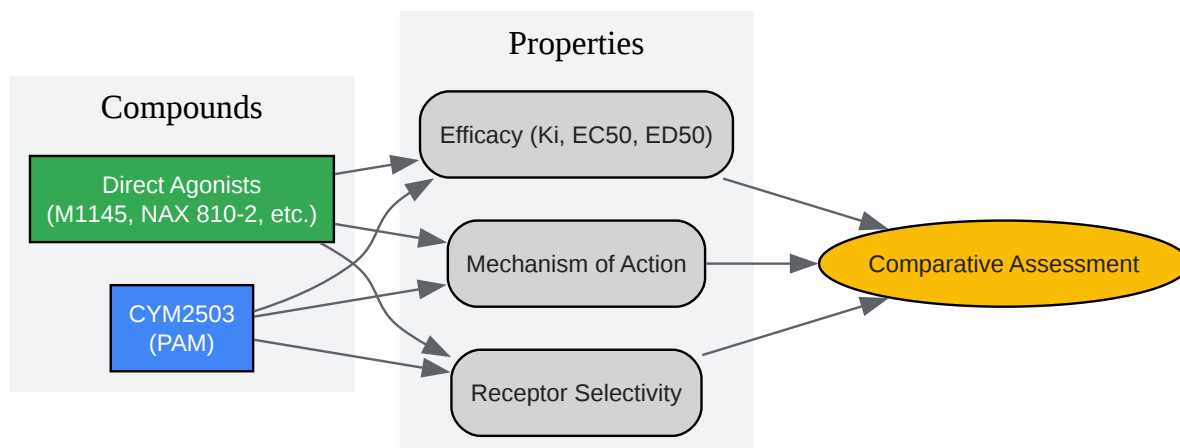 Compounds
Direct Agonists
(M1145, NAX 810-2, etc.)
CYM2503
(PAM)
Properties
Efficacy (Ki, EC50, ED50)
Mechanism of Action
Receptor Selectivity
Comparative Assessment